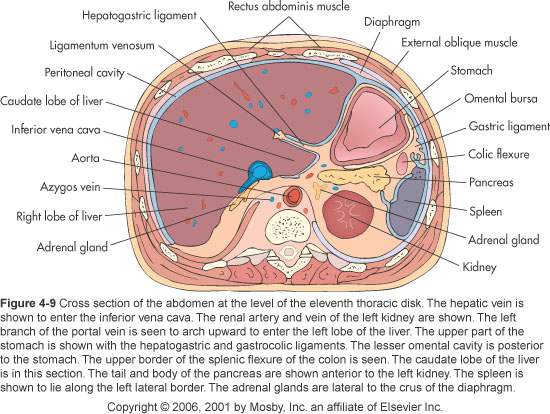 Rectus abdominis muscle
Hepatogastric ligament
Diaphragm
Ligamentum venosum
External oblique muscle
Peritoneal cavity
Stomach
Caudate lobe of liver
Omental bursa
Inferior vena cava
Gastric ligament
Aorta
Colic flexure
Azygos vein
Pancreas
Right lobe of liver
Spleen
Adrenal gland
Adrenal gland
Kidney
Figure 4-9 Cross section of the abdomen at the level of the eleventh thoracic disk. The hepatic vein is
shown to enter the inferior vena cava. The renal artery and vein of the left kidney are shown. The left
branch of the portal vein is seen to arch upward to enter the left lobe of the liver. The upper part of the
stomach is shown with the hepatogastric and gastrocolic ligaments. The lesser omental cavity is posterior
to the stomach. The upper border of the splenic flexure of the colon is seen. The caudate lobe of the liver
is in this section. The tail and body of the pancreas are shown anterior to the left kidney. The spleen is
shown to lie along the left lateral border. The adrenal glands are lateral to the crus of the diaphragm.
Copyright © 2006, 2001 by Mosby, Inc. an affiliate of Elsevier Inc.